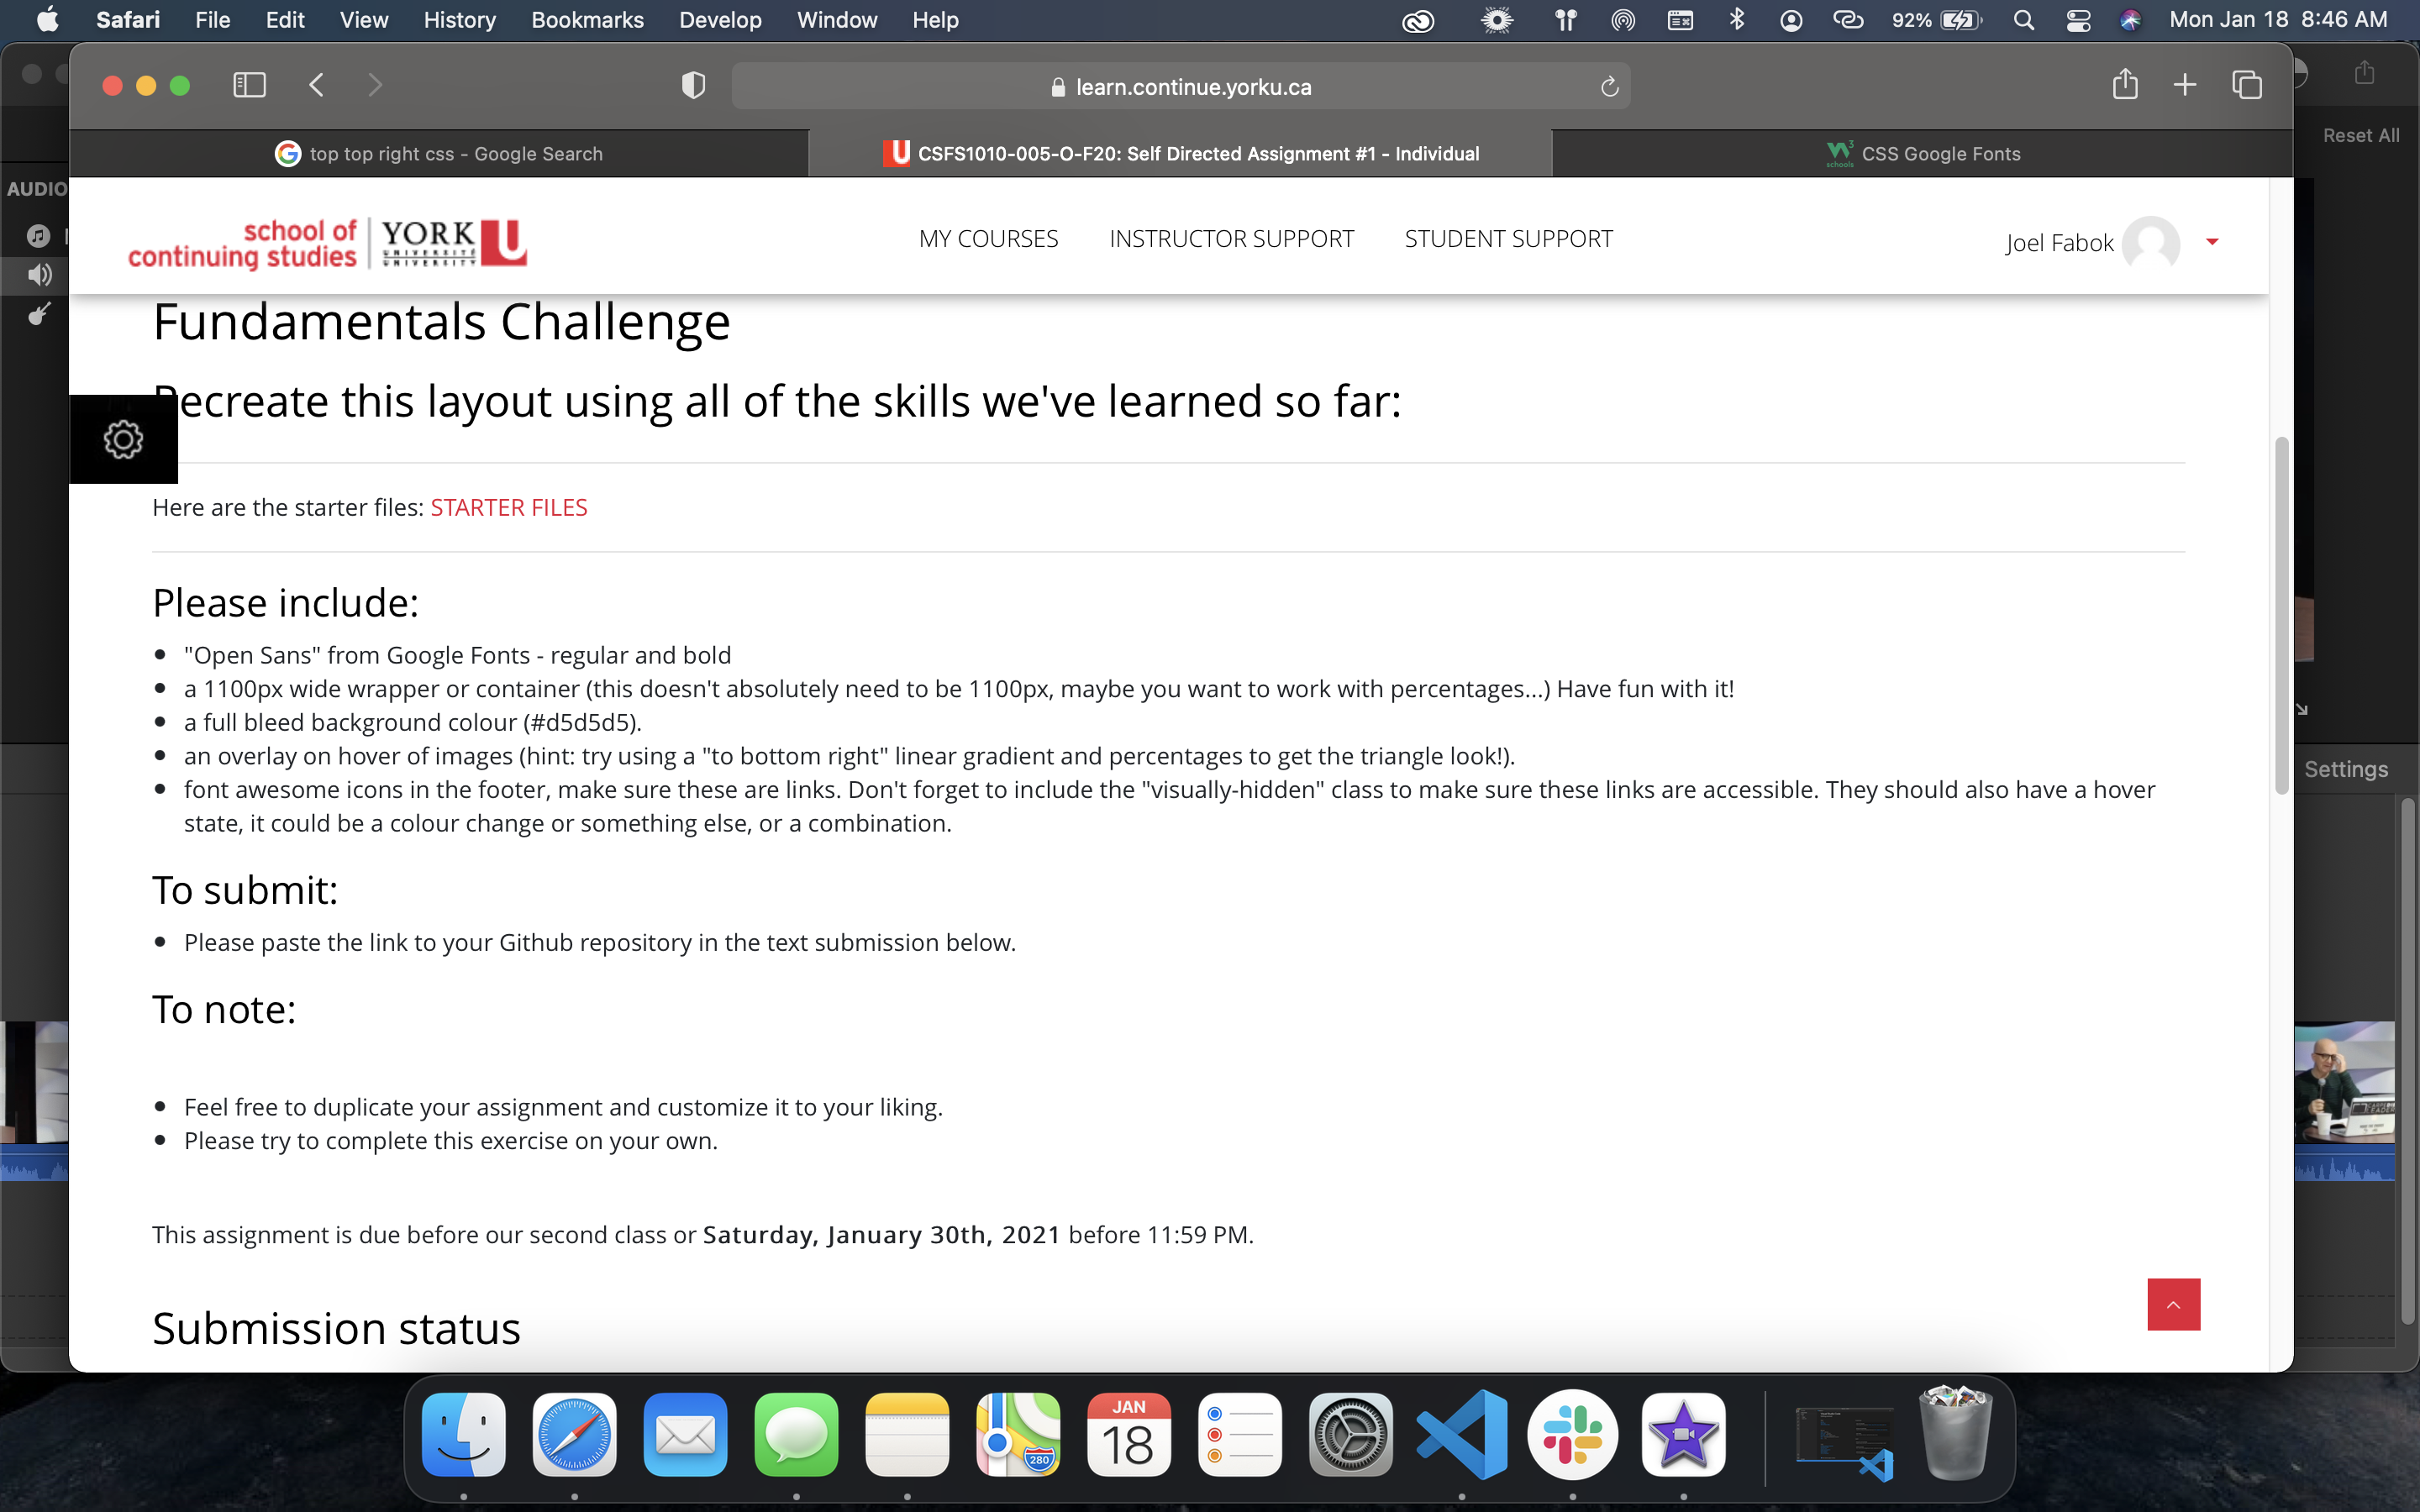 Safari File Edit View History Bookmarks Develop Window Help 92% Mon Jan 18 8:46 AM
learn.continue.yorku.ca
Reset All
top top right css - Google Search CSFS1010-005-O-F20: Self Directed Assignment #1 - Individual CSS Google Fonts
AUDIO
school of
continuing studies
YORK
UNIVERSITY
UNIVERSITY
U
MY COURSES INSTRUCTOR SUPPORT STUDENT SUPPORT Joel Fabok
Fundamentals Challenge
Recreate this layout using all of the skills we've learned so far:
Here are the starter files: STARTER FILES
Please include:
"Open Sans" from Google Fonts - regular and bold
a 1100px wide wrapper or container (this doesn't absolutely need to be 1100px, maybe you want to work with percentages...) Have fun with it!
a full bleed background colour (#d5d5d5).
an overlay on hover of images (hint: try using a "to bottom right" linear gradient and percentages to get the triangle look!).
Settings
font awesome icons in the footer, make sure these are links. Don't forget to include the "visually-hidden" class to make sure these links are accessible. They should also have a hover
state, it could be a colour change or something else, or a combination.
To submit:
Please paste the link to your Github repository in the text submission below.
To note:
Feel free to duplicate your assignment and customize it to your liking.
Please try to complete this exercise on your own.
This assignment is due before our second class or Saturday, January 30th, 2021 before 11:59 PM.
Submission status
JAN
18
280